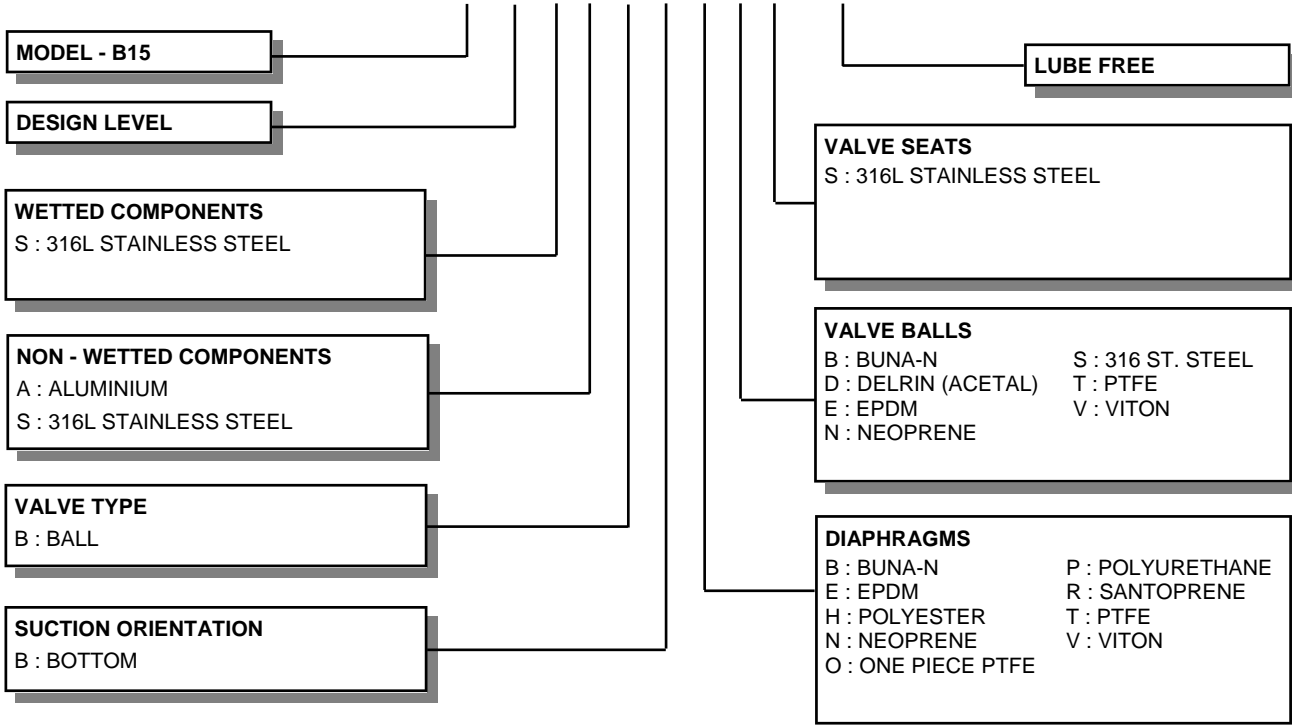 MODEL - B15
DESIGN LEVEL
WETTED COMPONENTS
S : 316L STAINLESS STEEL
NON - WETTED COMPONENTS
A : ALUMINIUM
S : 316L STAINLESS STEEL
VALVE TYPE
B : BALL
SUCTION ORIENTATION
B : BOTTOM
LUBE FREE
VALVE SEATS
S : 316L STAINLESS STEEL
VALVE BALLS
B : BUNA-N
D : DELRIN (ACETAL)
E : EPDM
N : NEOPRENE
S : 316 ST. STEEL
T : PTFE
V : VITON
DIAPHRAGMS
B : BUNA-N
E : EPDM
H : POLYESTER
N : NEOPRENE
O : ONE PIECE PTFE
P : POLYURETHANE
R : SANTOPRENE
T : PTFE
V : VITON